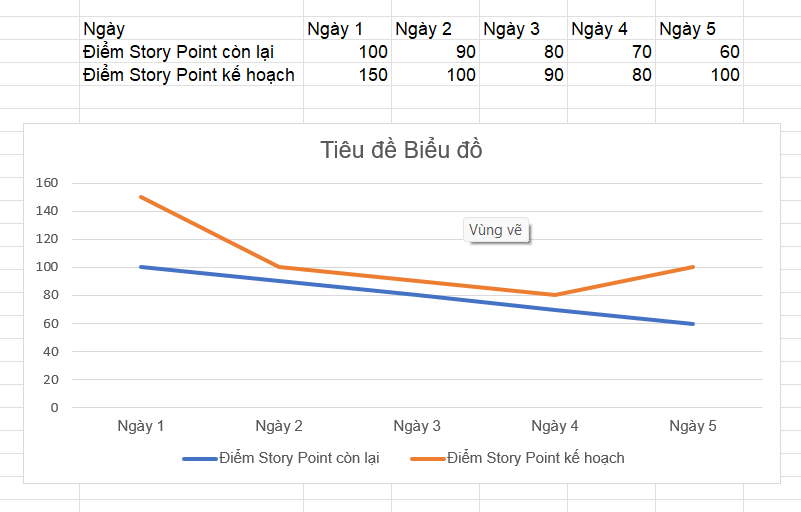 Ngày Ngày 1 Ngày 2 Ngày 3 Ngày 4 Ngày 5
Điểm Story Point còn lại 100 90 80 70 60
Điểm Story Point kế hoạch 150 100 90 80 100
Tiêu đề Biểu đồ
160
140
Vùng vẽ
120
100
80
60
40
20
0
Ngày 1 Ngày 2 Ngày 3 Ngày 4 Ngày 5
Điểm Story Point còn lại Điểm Story Point kế hoạch